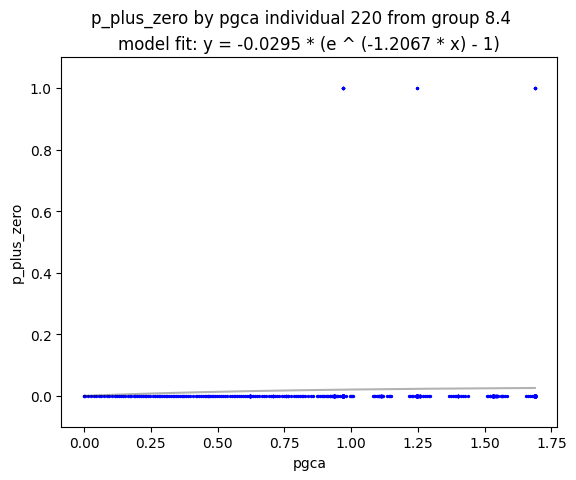 p_plus_zero by pgca individual 220 from group 8.4
model fit: y = -0.0295 * (e ^ (-1.2067 * x) - 1)
1.0
0.8
0.6
0.4
0.2
0.0
p_plus_zero
0.00 0.25 0.50 0.75 1.00 1.25 1.50 1.75
pgca